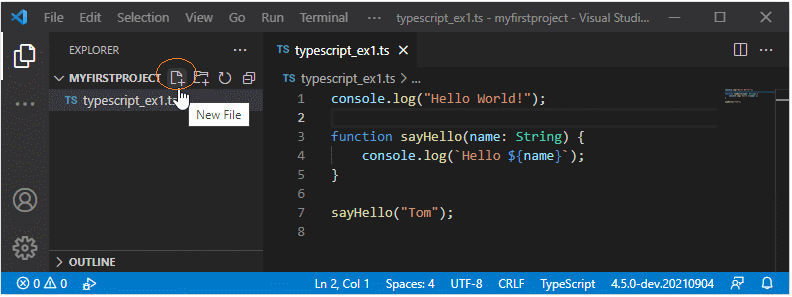 File Edit Selection View Go Run Terminal ··· typescript_ex1.ts - myfirstproject - Visual Studi...
EXPLORER ···
MYFIRSTPROJECT
TS typescript_ex1.ts
New File
OUTLINE
typescript_ex1.ts ×
TS typescript_ex1.ts > ...
1 console.log("Hello World!");
2
3 function sayHello(name: String) {
4 console.log(`Hello ${name}`);
5 }
6
7 sayHello("Tom");
8
0 0 Ln 2, Col 1 Spaces: 4 UTF-8 CRLF TypeScript 4.5.0-dev.20210904